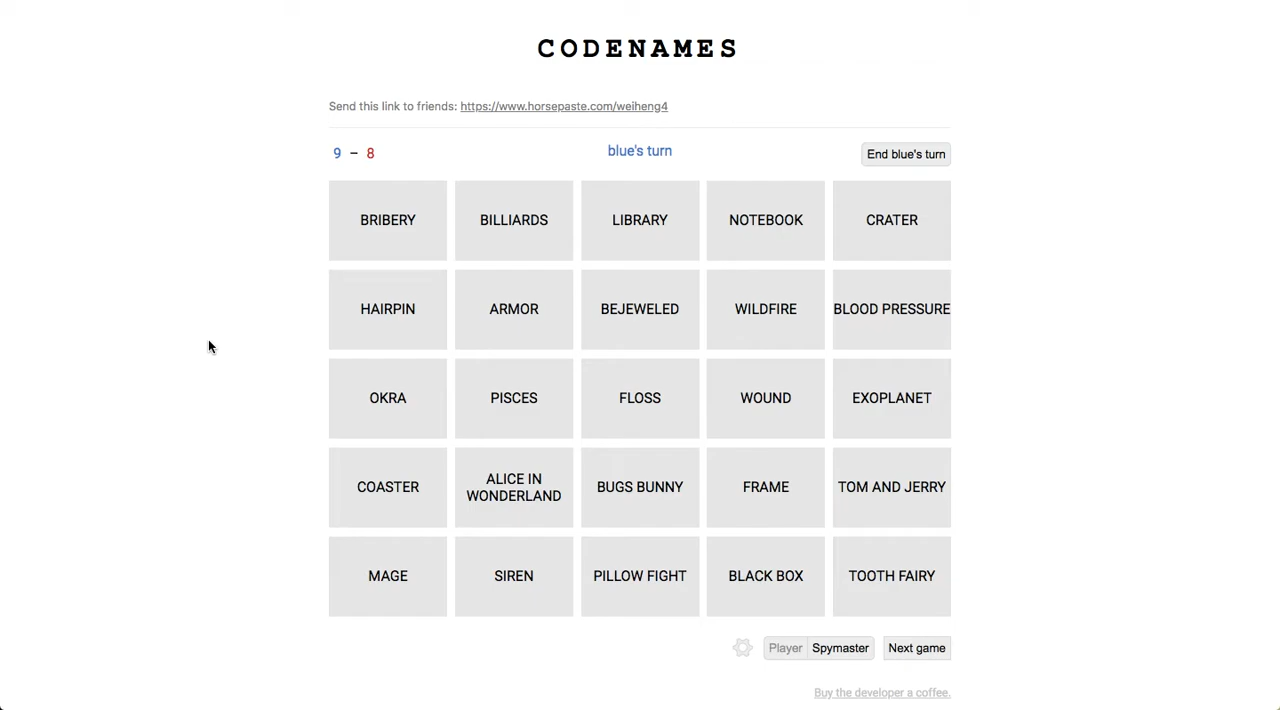 CODENAMES
Send this link to friends: https://www.horsepaste.com/weiheng4
9 – 8
blue's turn
End blue's turn
BRIBERY
BILLIARDS
LIBRARY
NOTEBOOK
CRATER
HAIRPIN
ARMOR
BEJEWELED
WILDFIRE
BLOOD PRESSURE
OKRA
PISCES
FLOSS
WOUND
EXOPLANET
COASTER
ALICE IN
WONDERLAND
BUGS BUNNY
FRAME
TOM AND JERRY
MAGE
SIREN
PILLOW FIGHT
BLACK BOX
TOOTH FAIRY
Player
Spymaster
Next game
Buy the developer a coffee.